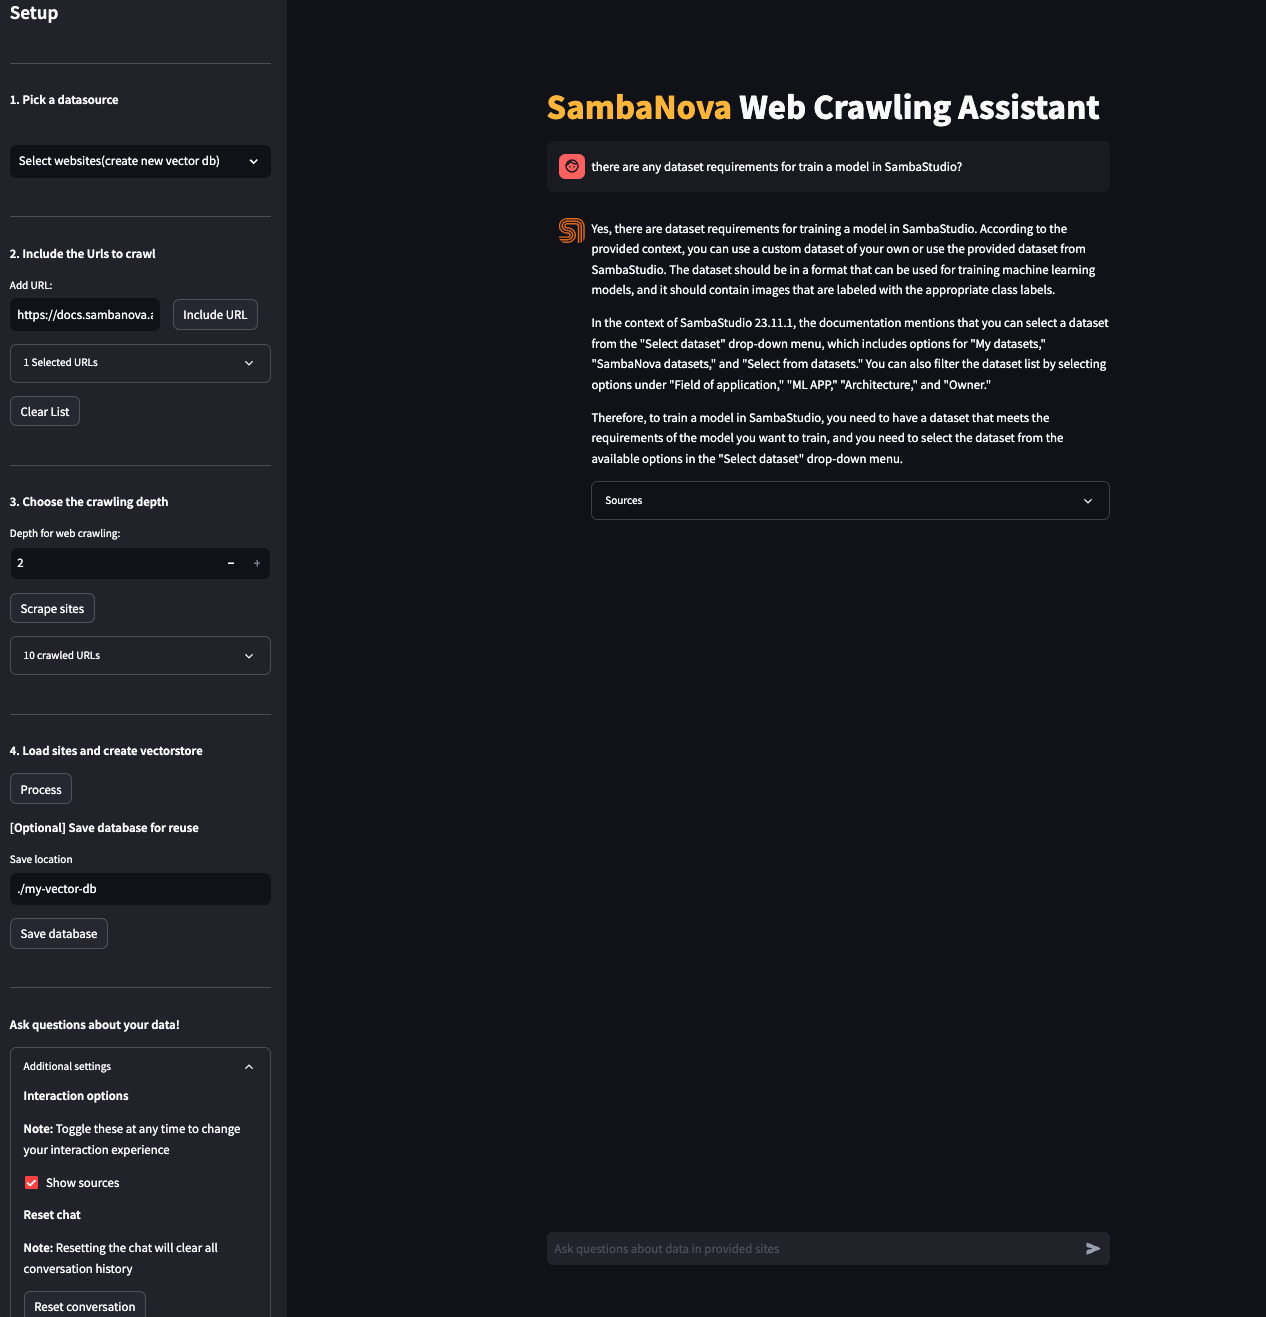 Setup
1. Pick a datasource
Select websites(create new vector db)
2. Include the Urls to crawl
Add URL:
https://docs.sambanova.a
Include URL
1 Selected URLs
Clear List
3. Choose the crawling depth
Depth for web crawling:
2
Scrape sites
10 crawled URLs
4. Load sites and create vectorstore
Process
[Optional] Save database for reuse
Save location
./my-vector-db
Save database
Ask questions about your data!
Additional settings
Interaction options
Note: Toggle these at any time to change
your interaction experience
Show sources
Reset chat
Note: Resetting the chat will clear all
conversation history
Reset conversation
SambaNova Web Crawling Assistant
there are any dataset requirements for train a model in SambaStudio?
Yes, there are dataset requirements for training a model in SambaStudio. According to the
provided context, you can use a custom dataset of your own or use the provided dataset from
SambaStudio. The dataset should be in a format that can be used for training machine learning
models, and it should contain images that are labeled with the appropriate class labels.
In the context of SambaStudio 23.11.1, the documentation mentions that you can select a dataset
from the "Select dataset" drop-down menu, which includes options for "My datasets,"
"SambaNova datasets," and "Select from datasets." You can also filter the dataset list by selecting
options under "Field of application," "ML APP," "Architecture," and "Owner."
Therefore, to train a model in SambaStudio, you need to have a dataset that meets the
requirements of the model you want to train, and you need to select the dataset from the
available options in the "Select dataset" drop-down menu.
Sources
Ask questions about data in provided sites